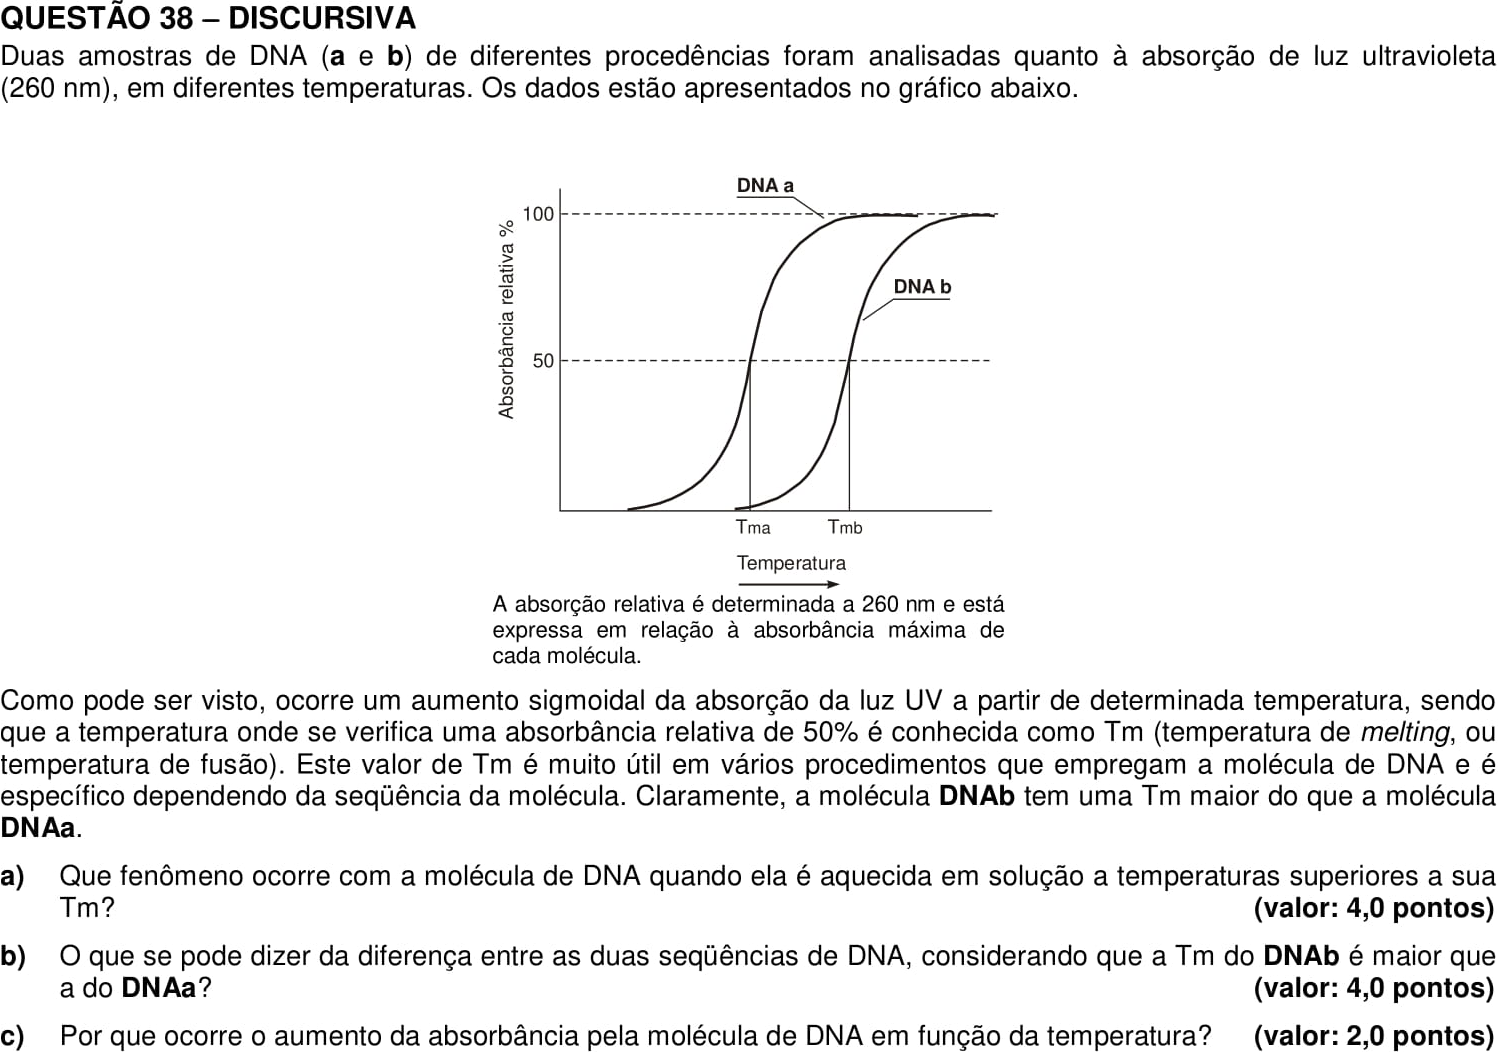 QUESTÃO 38 – DISCURSIVA
Duas amostras de DNA (a e b) de diferentes procedências foram analisadas quanto à absorção de luz ultravioleta
(260 nm), em diferentes temperaturas. Os dados estão apresentados no gráfico abaixo.
DNA a
100
Absorbância relativa %
DNA b
50
Tma Tmb
Temperatura
A absorção relativa é determinada a 260 nm e está
expressa em relação à absorbância máxima de
cada molécula.
Como pode ser visto, ocorre um aumento sigmoidal da absorção da luz UV a partir de determinada temperatura, sendo
que a temperatura onde se verifica uma absorbância relativa de 50% é conhecida como Tm (temperatura de melting, ou
temperatura de fusão). Este valor de Tm é muito útil em vários procedimentos que empregam a molécula de DNA e é
específico dependendo da seqüência da molécula. Claramente, a molécula DNAb tem uma Tm maior do que a molécula
DNAa.
a) Que fenômeno ocorre com a molécula de DNA quando ela é aquecida em solução a temperaturas superiores a sua
Tm? (valor: 4,0 pontos)
b) O que se pode dizer da diferença entre as duas seqüências de DNA, considerando que a Tm do DNAb é maior que
a do DNAa? (valor: 4,0 pontos)
c) Por que ocorre o aumento da absorbância pela molécula de DNA em função da temperatura? (valor: 2,0 pontos)